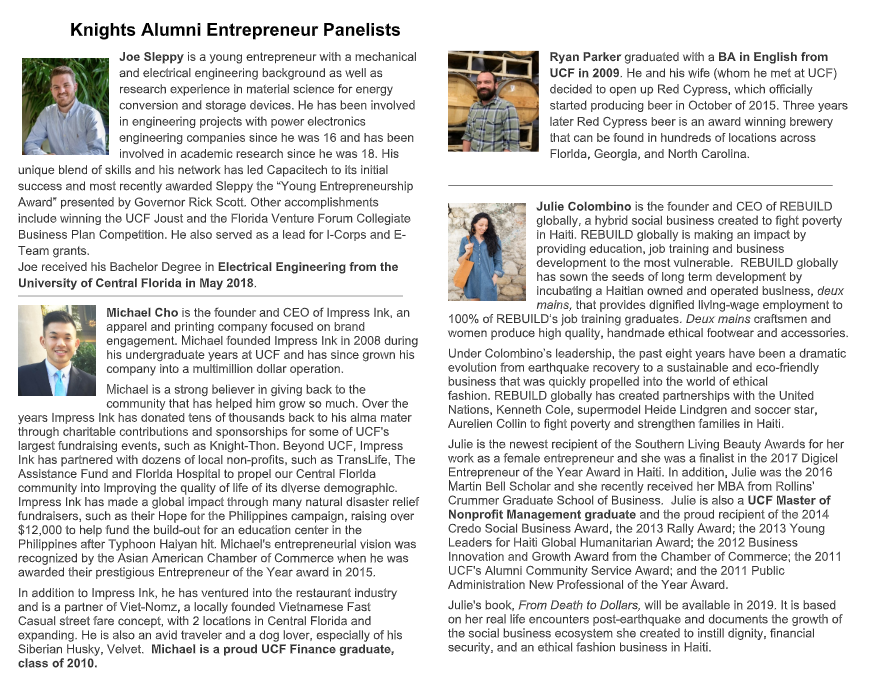 Knights Alumni Entrepreneur Panelists
Joe Sleppy is a young entrepreneur with a mechanical
and electrical engineering background as well as
research experience in material science for energy
conversion and storage devices. He has been involved
in engineering projects with power electronics
engineering companies since he was 16 and has been
involved in academic research since he was 18. His
unique blend of skills and his network has led Capacitech to its initial
success and most recently awarded Sleppy the "Young Entrepreneurship
Award" presented by Governor Rick Scott. Other accomplishments
include winning the UCF Joust and the Florida Venture Forum Collegiate
Business Plan Competition. He also served as a lead for I-Corps and E-
Team grants.
Joe received his Bachelor Degree in Electrical Engineering from the
University of Central Florida in May 2018.
Michael Cho is the founder and CEO of Impress Ink, an
apparel and printing company focused on brand
engagement. Michael founded Impress Ink in 2008 during
his undergraduate years at UCF and has since grown his
company into a multimillion dollar operation.
Michael is a strong believer in giving back to the
community that has helped him grow so much. Over the
years Impress Ink has donated tens of thousands back to his alma mater
through charitable contributions and sponsorships for some of UCF's
largest fundraising events, such as Knight-Thon. Beyond UCF, Impress
Ink has partnered with dozens of local non-profits, such as TransLife, The
Assistance Fund and Florida Hospital to propel our Central Florida
community into improving the quality of life of its diverse demographic.
Impress Ink has made a global impact through many natural disaster relief
fundraisers, such as their Hope for the Philippines campaign, raising over
$12,000 to help fund the build-out for an education center in the
Philippines after Typhoon Haiyan hit. Michael's entrepreneurial vision was
recognized by the Asian American Chamber of Commerce when he was
awarded their prestigious Entrepreneur of the Year award in 2015.
In addition to Impress Ink, he has ventured into the restaurant industry
and is a partner of Viet-Nomz, a locally founded Vietnamese Fast
Casual street fare concept, with 2 locations in Central Florida and
expanding. He is also an avid traveler and a dog lover, especially of his
Siberian Husky, Velvet. Michael is a proud UCF Finance graduate,
class of 2010.
Ryan Parker graduated with a BA in English from
UCF in 2009. He and his wife (whom he met at UCF)
decided to open up Red Cypress, which officially
started producing beer in October of 2015. Three years
later Red Cypress beer is an award winning brewery
that can be found in hundreds of locations across
Florida, Georgia, and North Carolina.
Julie Colombino is the founder and CEO of REBUILD
globally, a hybrid social business created to fight poverty
in Haiti. REBUILD globally is making an impact by
providing education, job training and business
development to the most vulnerable. REBUILD globally
has sown the seeds of long term development by
incubating a Haitian owned and operated business, deux
mains, that provides dignified living-wage employment to
100% of REBUILD's job training graduates. Deux mains craftsmen and
women produce high quality, handmade ethical footwear and accessories.
Under Colombino's leadership, the past eight years have been a dramatic
evolution from earthquake recovery to a sustainable and eco-friendly
business that was quickly propelled into the world of ethical
fashion. REBUILD globally has created partnerships with the United
Nations, Kenneth Cole, supermodel Heide Lindgren and soccer star,
Aurelien Collin to fight poverty and strengthen families in Haiti.
Julie is the newest recipient of the Southern Living Beauty Awards for her
work as a female entrepreneur and she was a finalist in the 2017 Digicel
Entrepreneur of the Year Award in Haiti. In addition, Julie was the 2016
Martin Bell Scholar and she recently received her MBA from Rollins'
Crummer Graduate School of Business. Julie is also a UCF Master of
Nonprofit Management graduate and the proud recipient of the 2014
Credo Social Business Award, the 2013 Rally Award; the 2013 Young
Leaders for Haiti Global Humanitarian Award; the 2012 Business
Innovation and Growth Award from the Chamber of Commerce; the 2011
UCF's Alumni Community Service Award; and the 2011 Public
Administration New Professional of the Year Award.
Julie's book, From Death to Dollars, will be available in 2019. It is based
on her real life encounters post-earthquake and documents the growth of
the social business ecosystem she created to instill dignity, financial
security, and an ethical fashion business in Haiti.